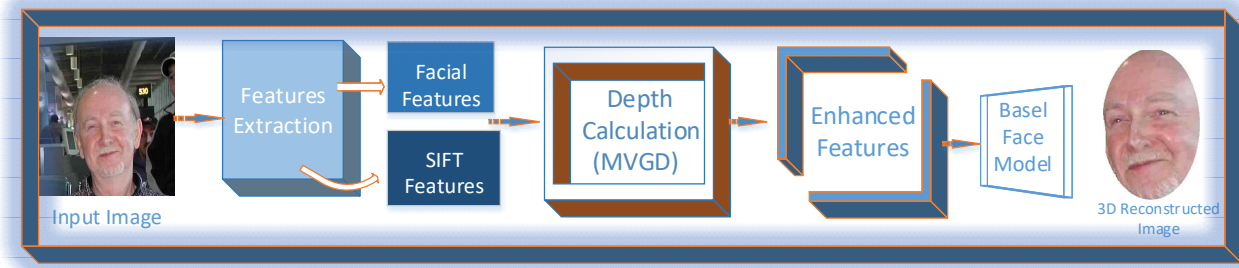 Input Image
530
Features
Extraction
Facial
Features
SIFT
Features
Depth
Calculation
(MVGD)
Enhanced
Features
Basel
Face
Model
3D Reconstructed
Image